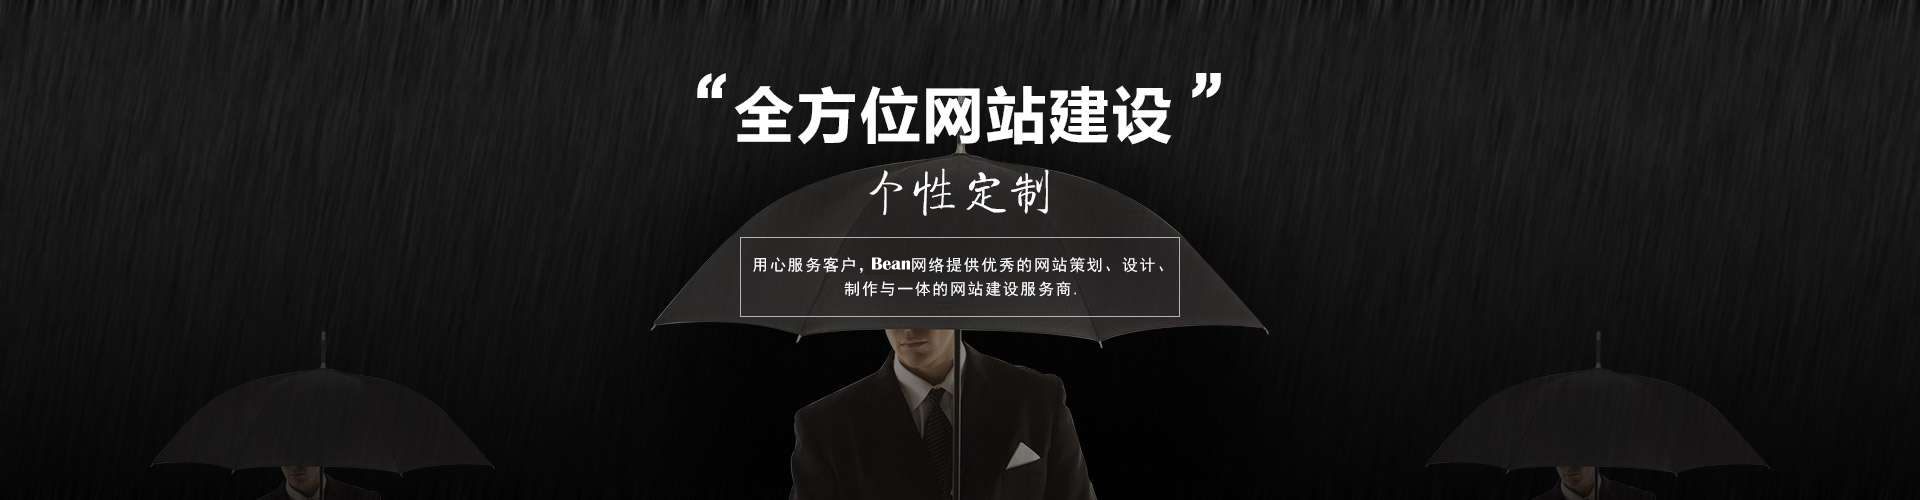 “全方位网站建设”
个性定制
用心服务客户，Bean网络提供优秀的网站策划、设计、
制作与一体的网站建设服务商.